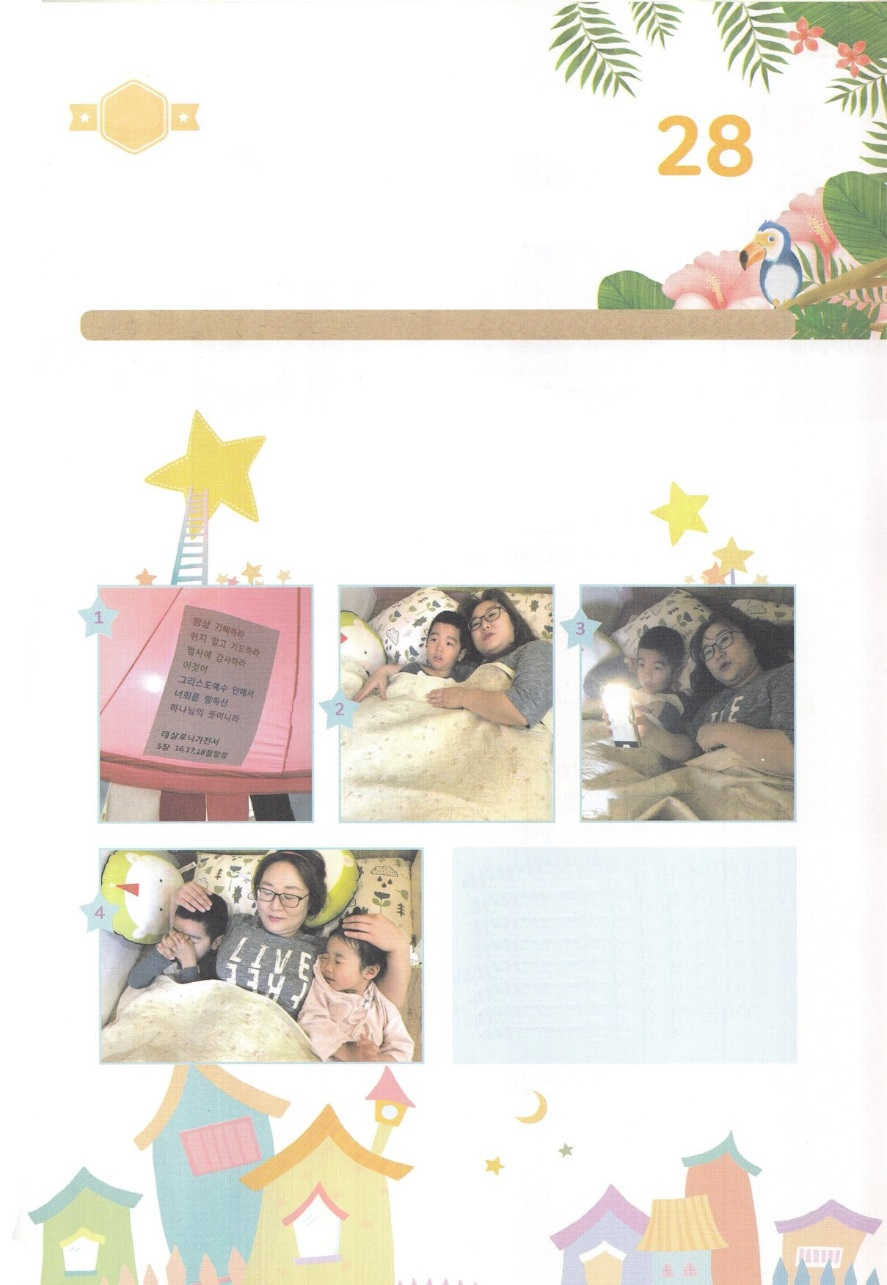 28
1
항상 기뻐하라
쉬지 말고 기도하라
범사에 감사하라
이것이
그리스도예수 안에서
너희를 향하신
하나님의 뜻이니라
데살로니가전서
5장 16,17,18절말씀
2
3
4
LIVE
FREE